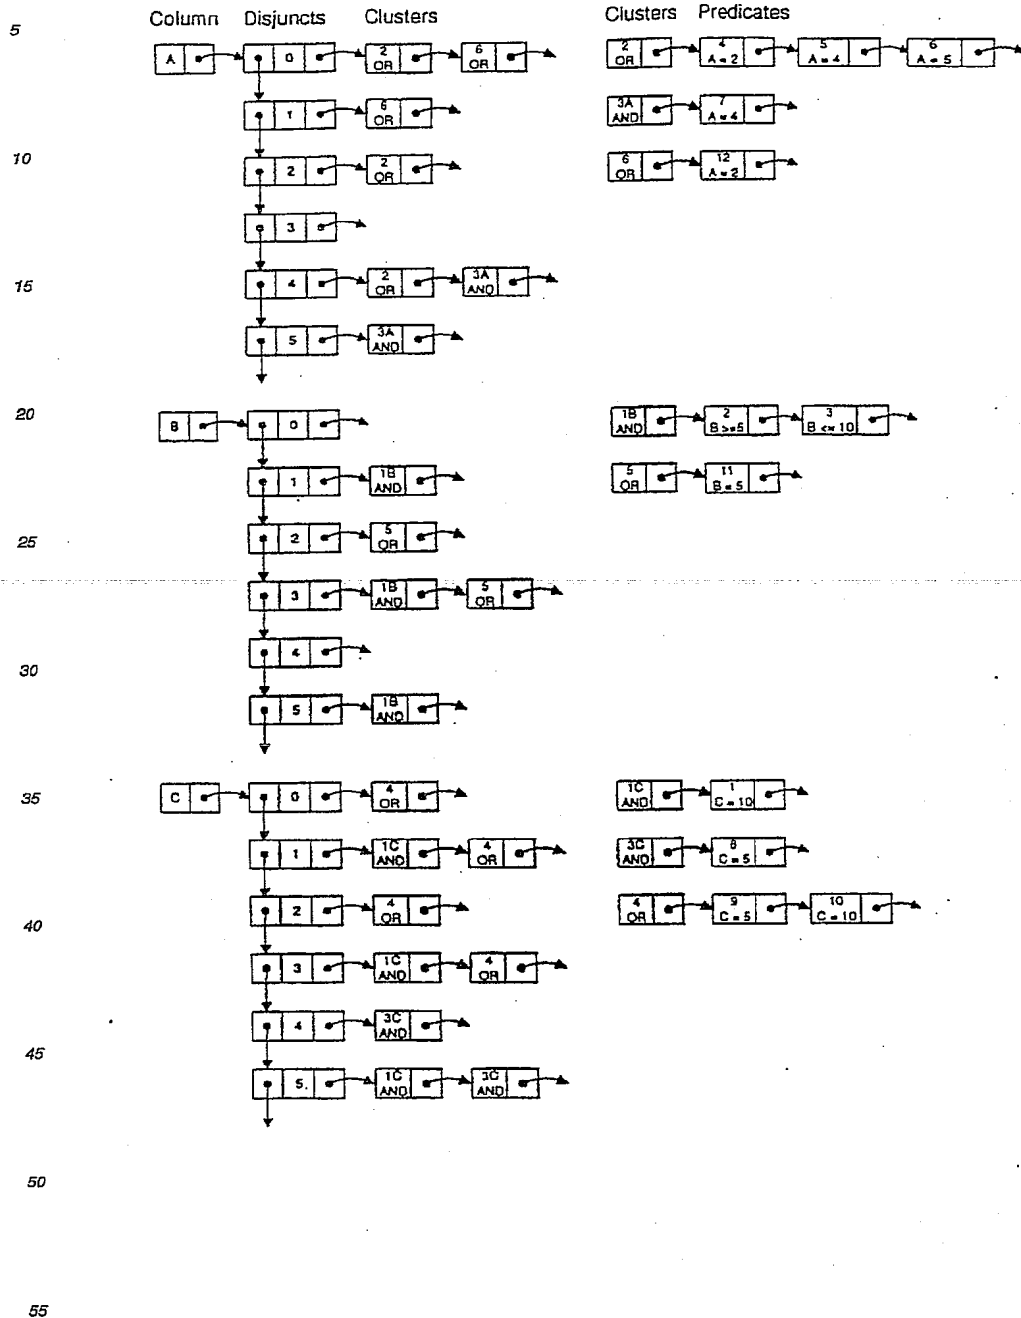 5
Column Disjuncts Clusters Clusters Predicates
A 0 2 OR 6 OR 2 OR 4 A = 2 5 A = 4 6 A = 5
1 6 OR 3A AND 7 A = 4
10
2 2 OR 6 OR 12 A = 2
3
15
4 2 OR 3A AND
5 3A AND
20
B 0 1B AND 2 B >= 5 3 B <= 10
1 1B AND 5 OR 11 B = 5
25
2 5 OR
3 1B AND 5 OR
30
4
5 1B AND
35
C 0 4 OR 1C AND 1 C = 10
1 1C AND 4 OR 3C AND 8 C = 5
40
2 4 OR 4 OR 9 C = 5 10 C = 10
3 1C AND 4 OR
4 3C AND
45
5 1C AND 3C AND
50
55